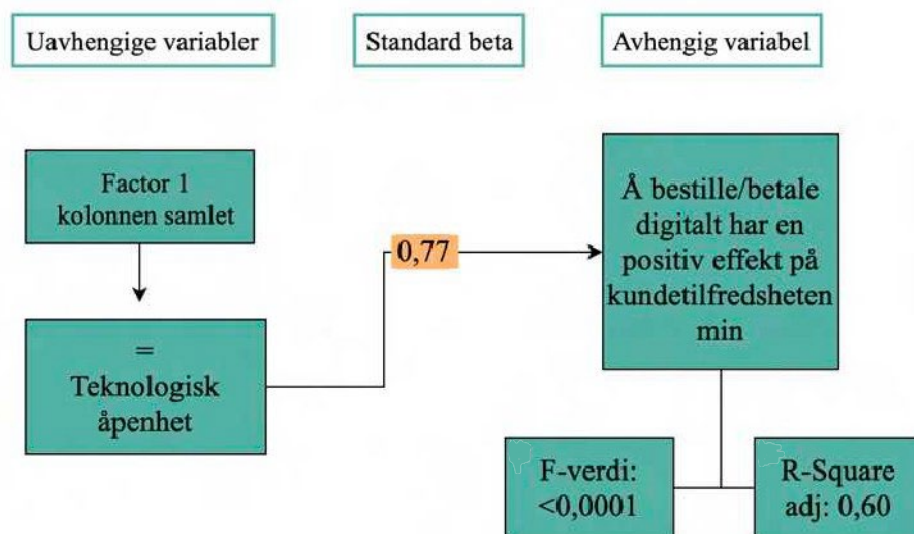 Uavhengige variabler
Standard beta
Avhengig variabel
Factor 1
kolonnen samlet
=
Teknologisk
åpenhet
0,77
Å bestille/betale
digitalt har en
positiv effekt på
kundetilfredsheten
min
F-verdi:
<0,0001
R-Square
adj: 0,60